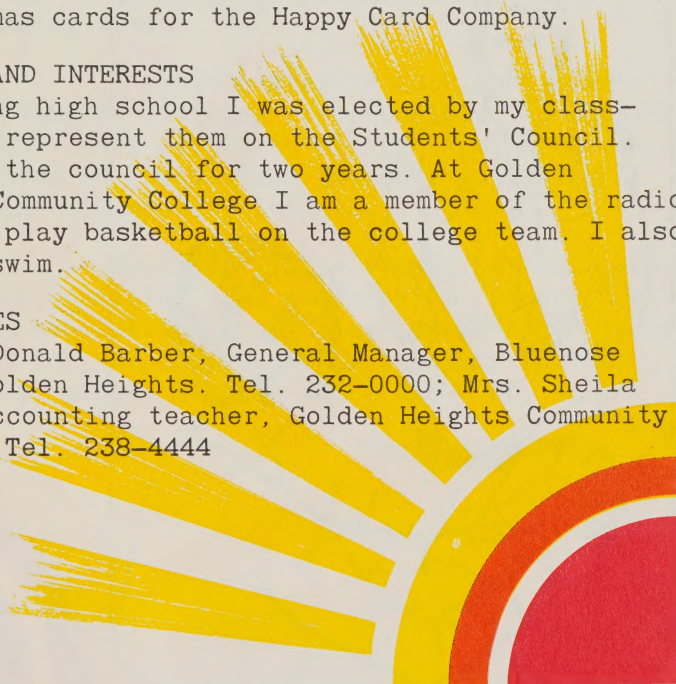 mas cards for the Happy Card Company.
AND INTERESTS
ng high school I was elected by my class-
represent them on the Students' Council.
the council for two years. At Golden
Community College I am a member of the radio
play basketball on the college team. I also
swim.
ES
Donald Barber, General Manager, Bluenose
olden Heights. Tel. 232-0000; Mrs. Sheila
ccounting teacher, Golden Heights Community
Tel. 238-4444